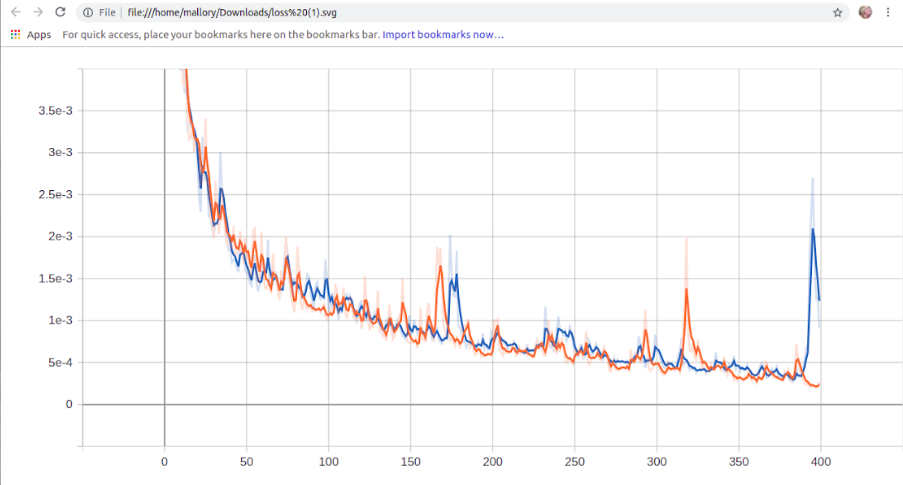 File file:///home/mallory/Downloads/loss%20(1).svg
Apps For quick access, place your bookmarks here on the bookmarks bar. Import bookmarks now…
3.5e-3
3e-3
2.5e-3
2e-3
1.5e-3
1e-3
5e-4
0
0 50 100 150 200 250 300 350 400